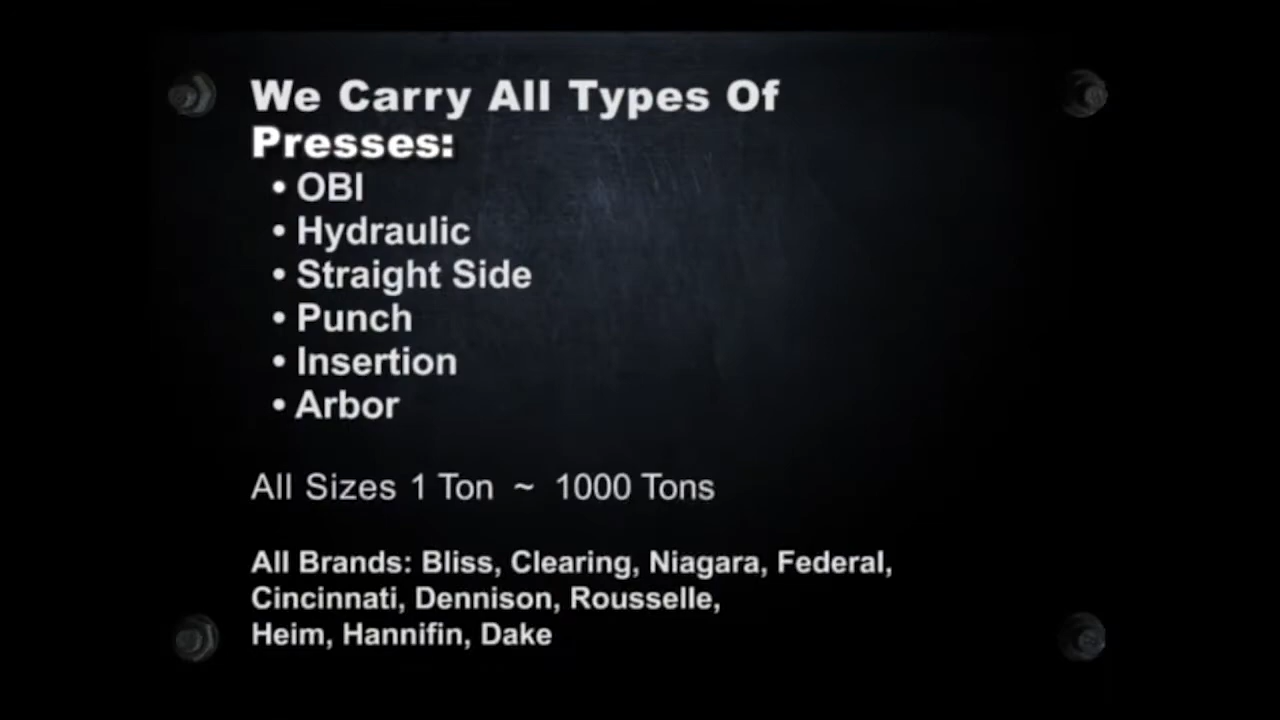 We Carry All Types Of
Presses:
• OBI
• Hydraulic
• Straight Side
• Punch
• Insertion
• Arbor
All Sizes 1 Ton ~ 1000 Tons
All Brands: Bliss, Clearing, Niagara, Federal,
Cincinnati, Dennison, Rousselle,
Heim, Hannifin, Dake